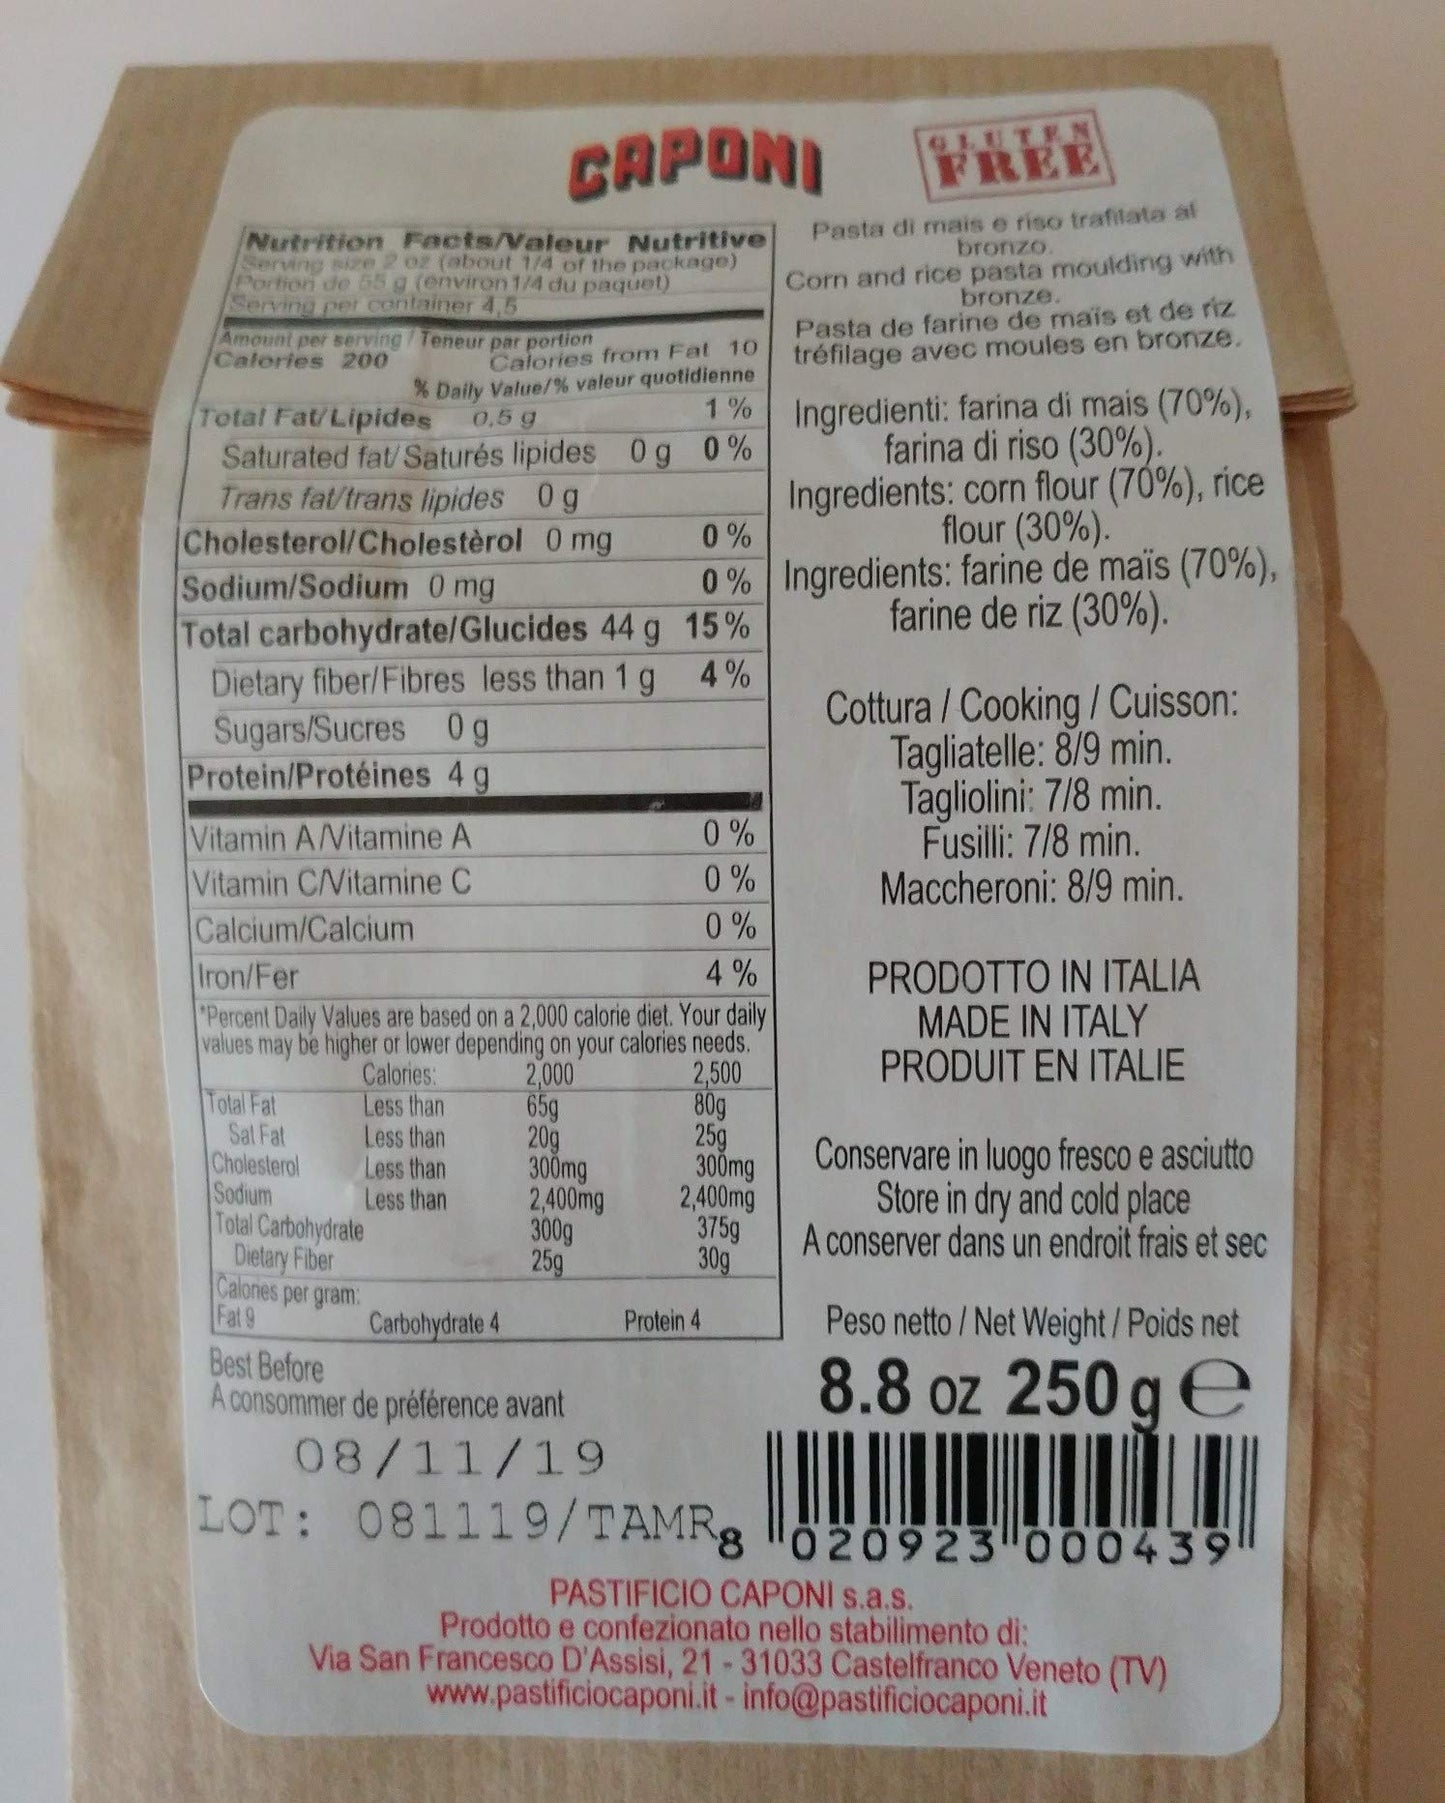 CAPONI
GLUTEN
FREE
Nutrition Facts/Valeur Nutritive
Serving size 2 oz (about 1/4 of the package)
Portion de 55 g (environ 1/4 du paquet)
Serving per container 4,5
Amount per serving / Teneur par portion
Calories 200 Calories from Fat 10
% Daily Value/% valeur quotidienne
Total Fat/Lipides 0,5 g 1 %
Saturated fat/Saturés lipides 0 g 0 %
Trans fat/trans lipides 0 g
Cholesterol/Cholestèrol 0 mg 0 %
Sodium/Sodium 0 mg 0 %
Total carbohydrate/Glucides 44 g 15 %
Dietary fiber/Fibres less than 1 g 4 %
Sugars/Sucres 0 g
Protein/Protéines 4 g
Vitamin A/Vitamine A 0 %
Vitamin C/Vitamine C 0 %
Calcium/Calcium 0 %
Iron/Fer 4 %
*Percent Daily Values are based on a 2,000 calorie diet. Your daily
values may be higher or lower depending on your calories needs.
Calories: 2,000 2,500
Total Fat Less than 65g 80g
Sat Fat Less than 20g 25g
Cholesterol Less than 300mg 300mg
Sodium Less than 2,400mg 2,400mg
Total Carbohydrate 300g 375g
Dietary Fiber 25g 30g
Calories per gram:
Fat 9 Carbohydrate 4 Protein 4
Best Before
A consommer de préférence avant
08/11/19
LOT: 081119/TAMR
Pasta di mais e riso trafilata al
bronzo.
Corn and rice pasta moulding with
bronze.
Pasta de farine de maïs et de riz
tréfilage avec moules en bronze.
Ingredienti: farina di mais (70%),
farina di riso (30%).
Ingredients: corn flour (70%), rice
flour (30%).
Ingredients: farine de maïs (70%),
farine de riz (30%).
Cottura / Cooking / Cuisson:
Tagliatelle: 8/9 min.
Tagliolini: 7/8 min.
Fusilli: 7/8 min.
Maccheroni: 8/9 min.
PRODOTTO IN ITALIA
MADE IN ITALY
PRODUIT EN ITALIE
Conservare in luogo fresco e asciutto
Store in dry and cold place
A conserver dans un endroit frais et sec
Peso netto / Net Weight / Poids net
8.8 oz 250 g e
8 020923 000439
PASTIFICIO CAPONI s.a.s.
Prodotto e confezionato nello stabilimento di:
Via San Francesco D'Assisi, 21 - 31033 Castelfranco Veneto (TV)
www.pastificiocaponi.it - info@pastificiocaponi.it